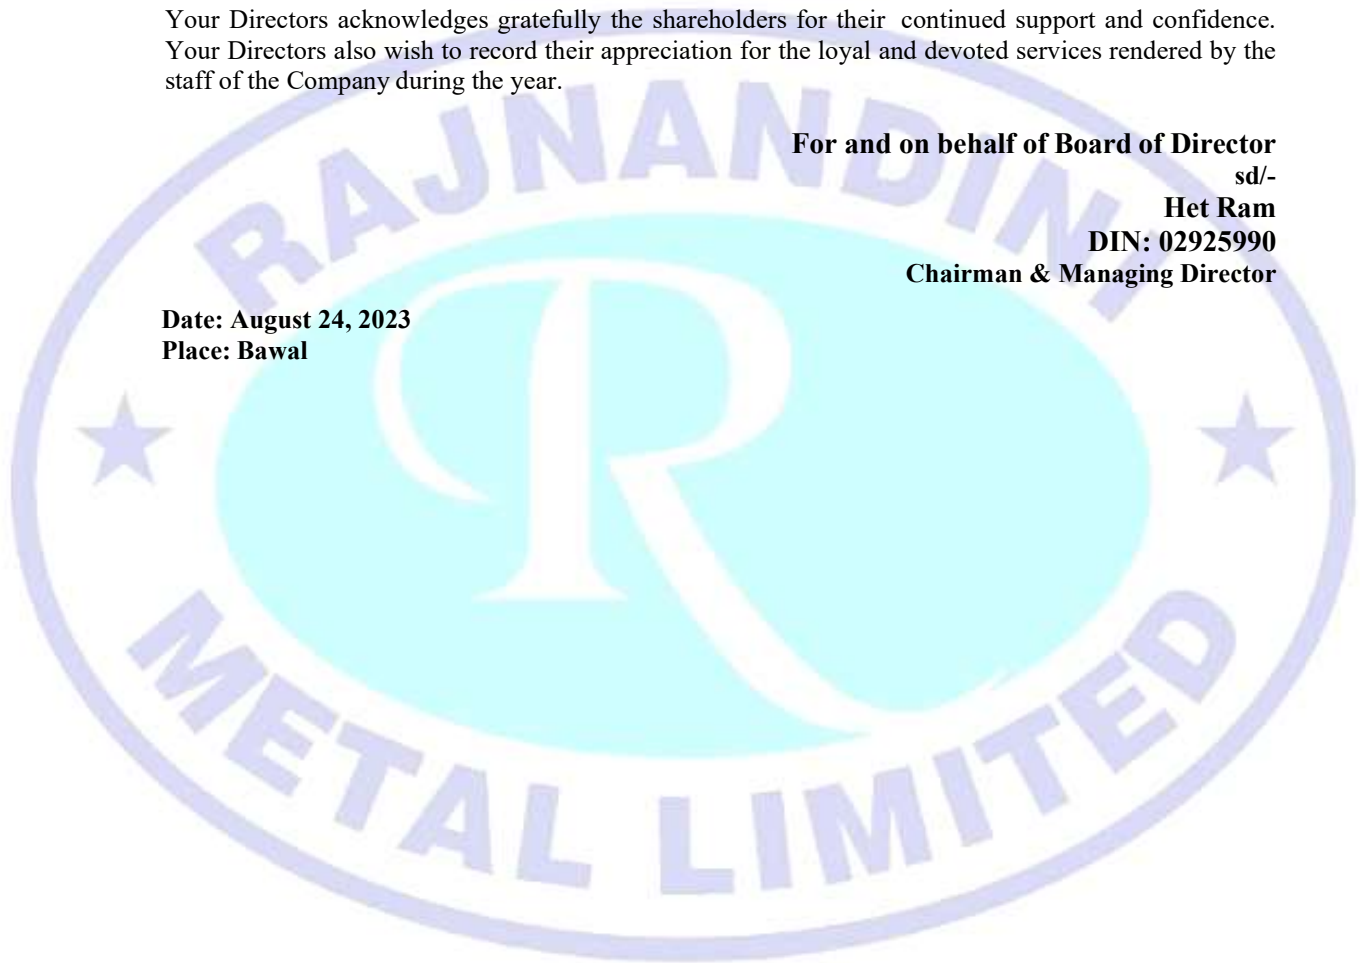 Your Directors acknowledges gratefully the shareholders for their continued support and confidence.
Your Directors also wish to record their appreciation for the loyal and devoted services rendered by the
staff of the Company during the year.
For and on behalf of Board of Director
sd/-
Het Ram
DIN: 02925990
Chairman & Managing Director
Date: August 24, 2023
Place: Bawal
RAJNANDINI
R
METAL LIMITED